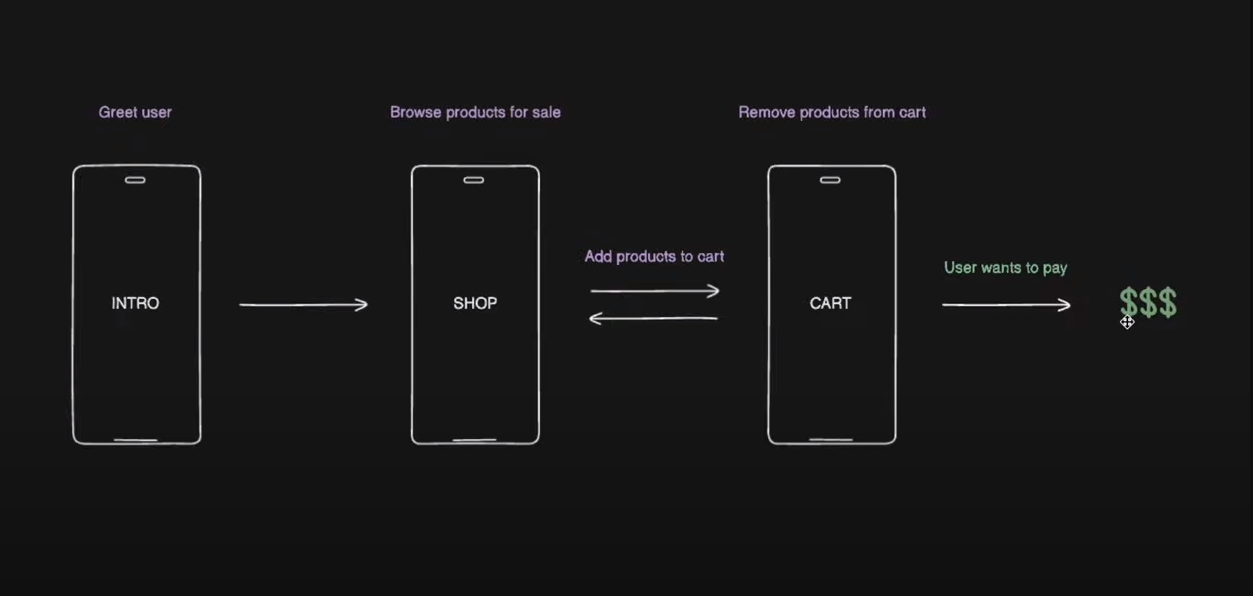 Greet user
Browse products for sale
Remove products from cart
INTRO
SHOP
Add products to cart
CART
User wants to pay
$$$